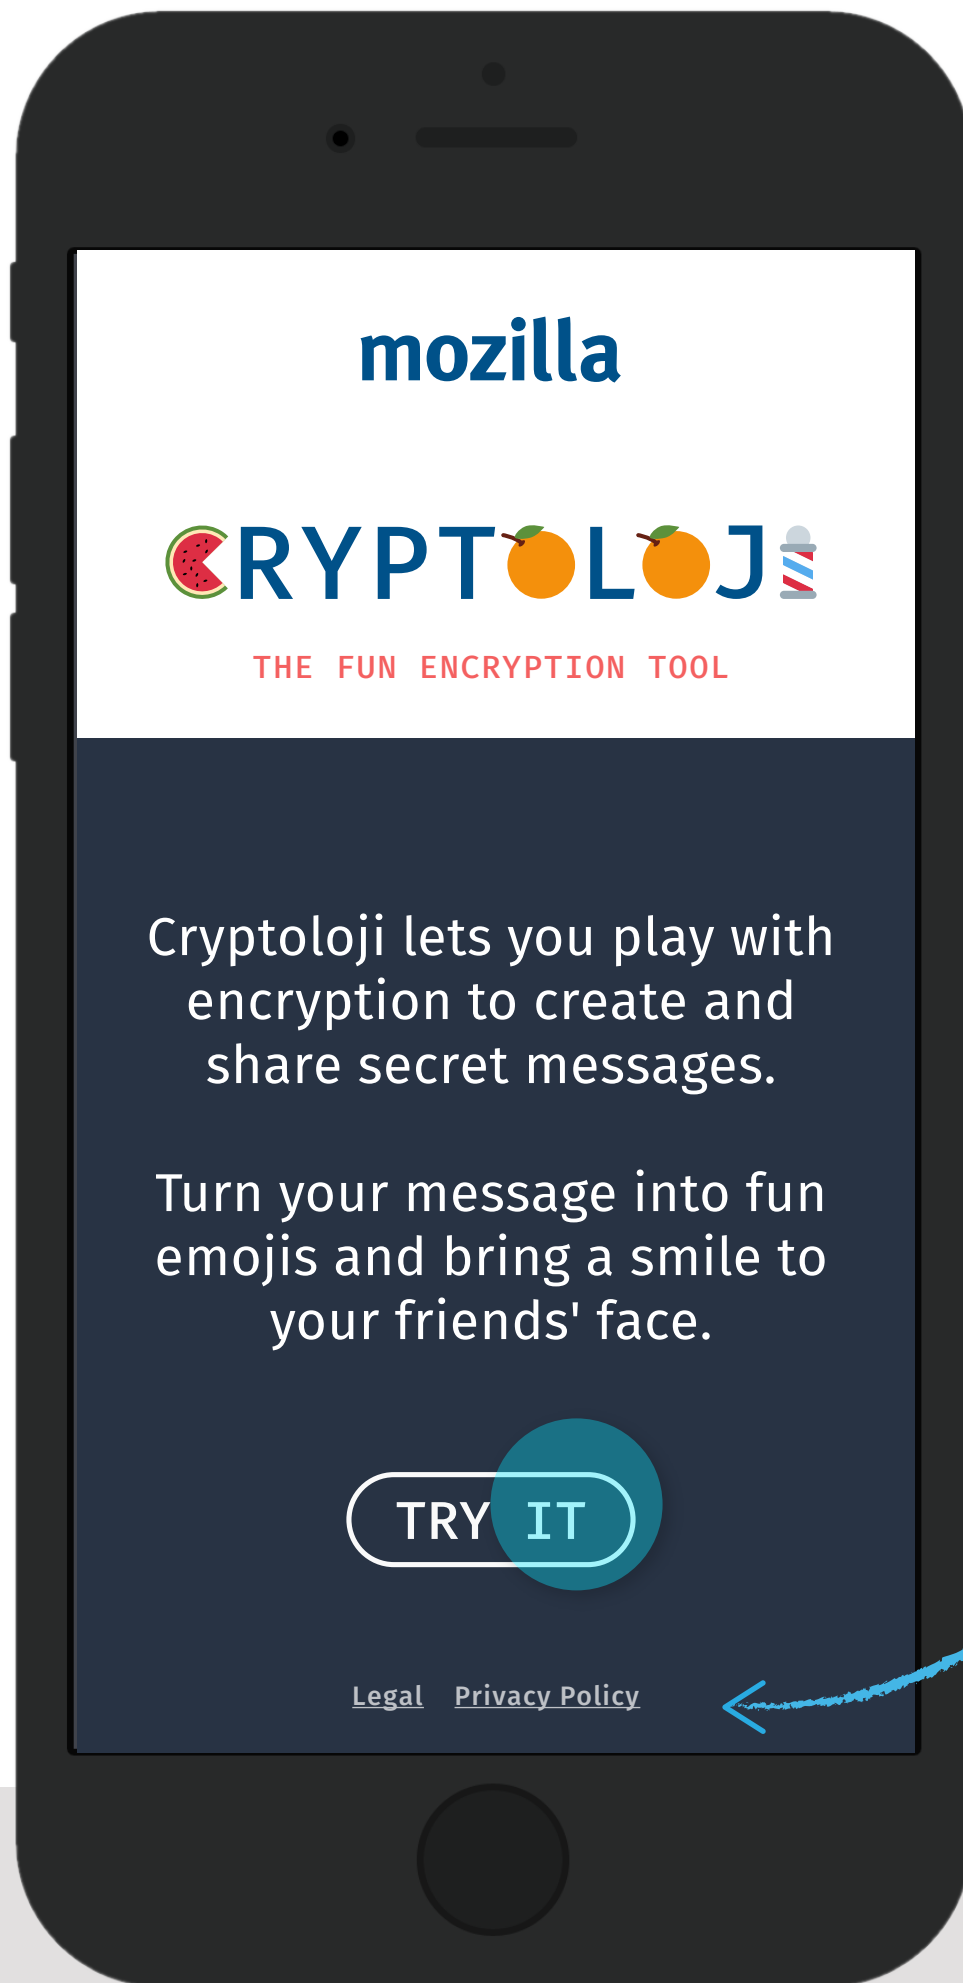 mozilla
CRYPTOLOJI
THE FUN ENCRYPTION TOOL
Cryptoloji lets you play with
encryption to create and
share secret messages.
Turn your message into fun
emojis and bring a smile to
your friends' face.
TRY IT
Legal Privacy Policy